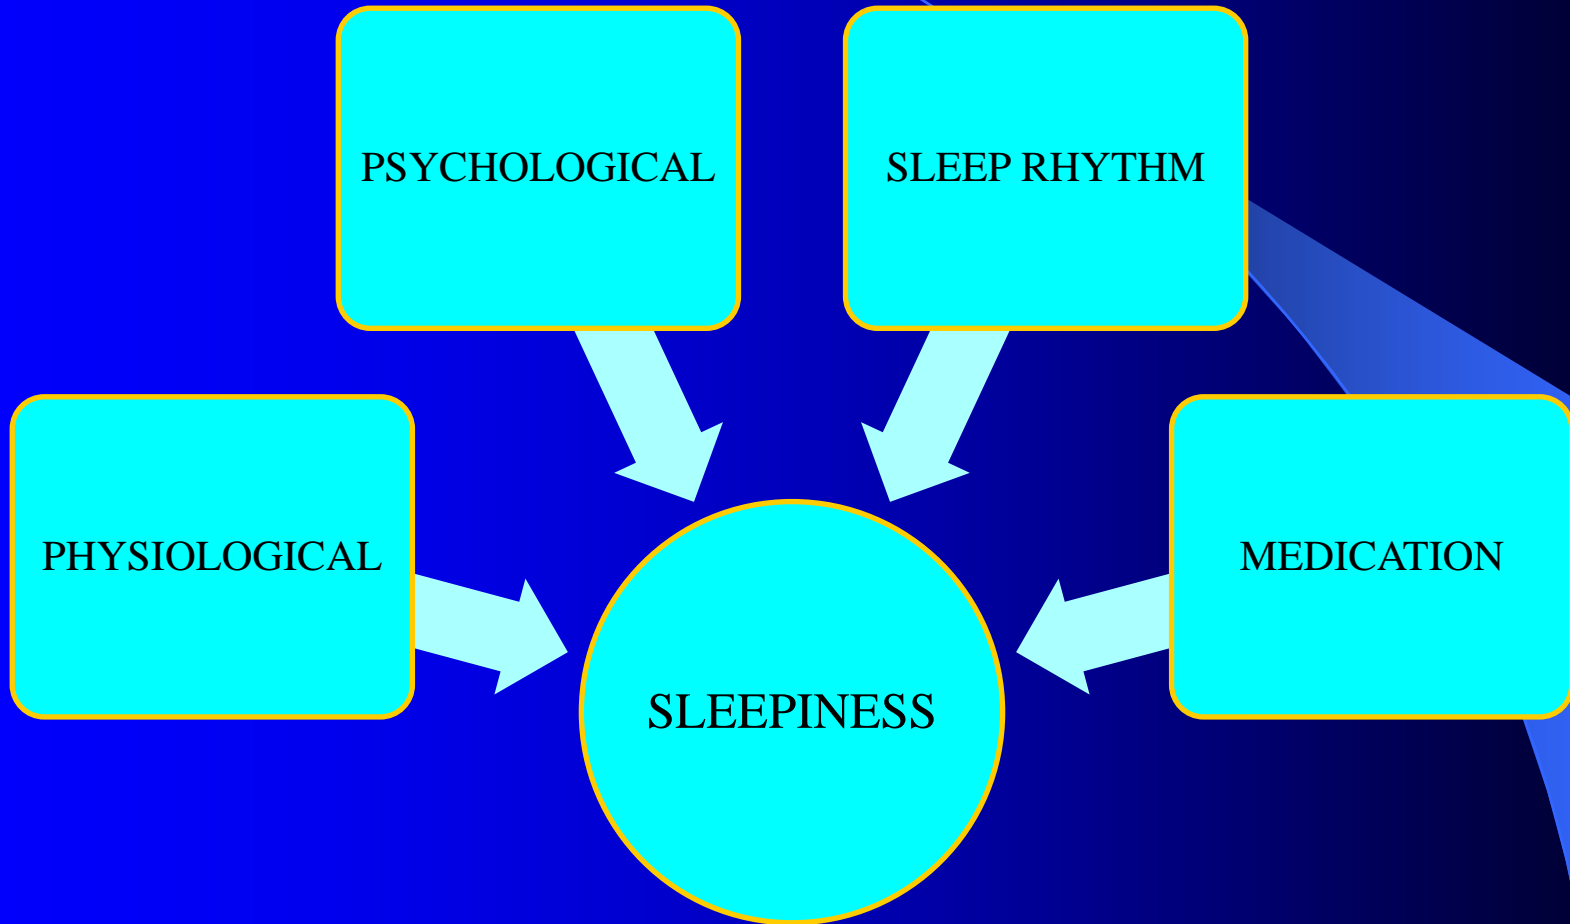 PSYCHOLOGICAL
SLEEP RHYTHM
PHYSIOLOGICAL
MEDICATION
SLEEPINESS